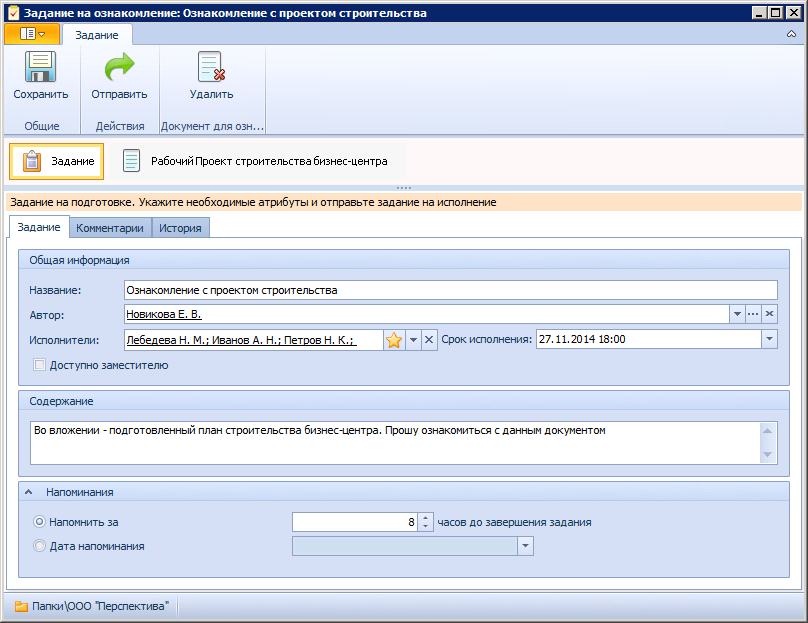 Задание на ознакомление: Ознакомление с проектом строительства
Задание
Сохранить
Отправить
Удалить
Общие
Действия
Документ для озн...
Задание
Рабочий Проект строительства бизнес-центра
Задание на подготовке. Укажите необходимые атрибуты и отправьте задание на исполнение
Задание
Комментарии
История
Общая информация
Название: Ознакомление с проектом строительства
Автор: Новикова Е. В.
Исполнители: Лебедева Н. М.; Иванов А. Н.; Петров Н. К.; Срок исполнения: 27.11.2014 18:00
Доступно заместителю
Содержание
Во вложении - подготовленный план строительства бизнес-центра. Прошу ознакомиться с данным документом
Напоминания
Напомнить за 8 часов до завершения задания
Дата напоминания
Папки\ООО "Перспектива"